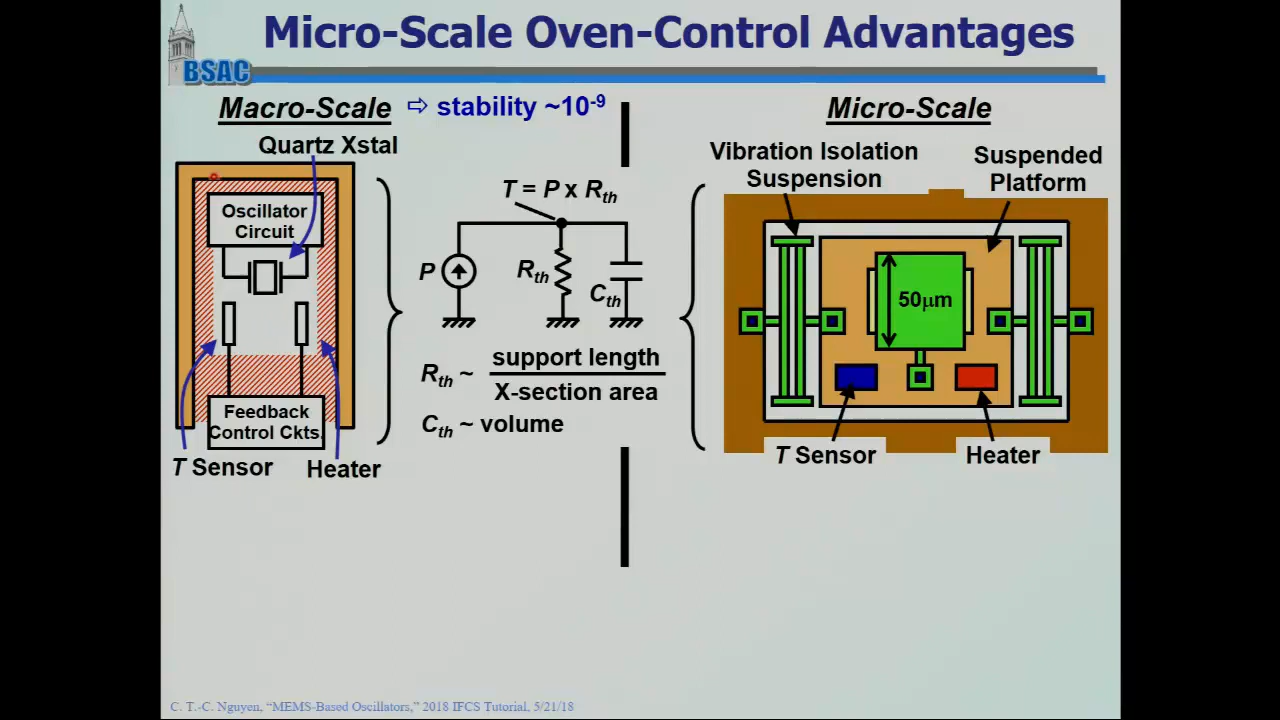 Micro-Scale Oven-Control Advantages
BSAC
Macro-Scale ⇨ stability ~10⁻⁹
Micro-Scale
Quartz Xstal
Oscillator
Circuit
T Sensor
Heater
Feedback
Control Ckts.
T = P x Rth
P
Rth
Cth
Rth ~ support length
X-section area
Cth ~ volume
Vibration Isolation
Suspension
Suspended
Platform
50μm
T Sensor
Heater
C. T.-C. Nguyen, “MEMS-Based Oscillators,” 2018 IFCS Tutorial, 5/21/18